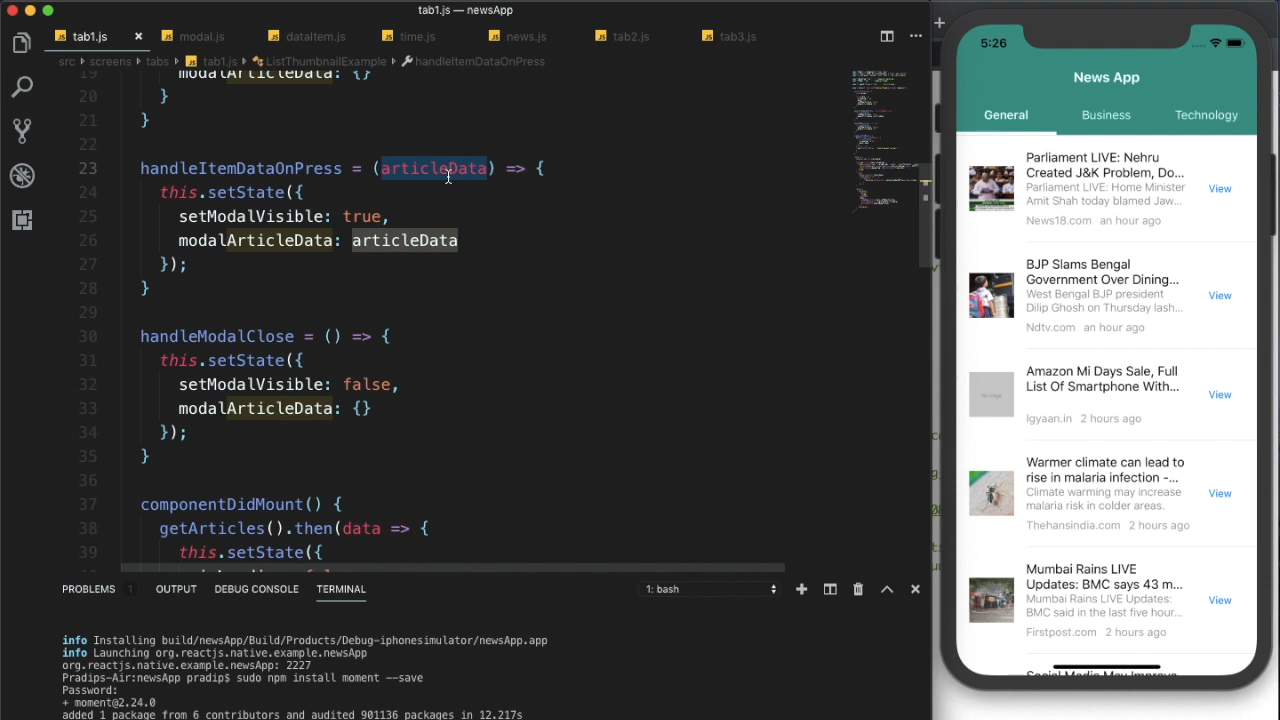 tab1.js — newsApp
tab1.js modal.js dataItem.js time.js news.js tab2.js tab3.js
src screens tabs tab1.js ListThumbnailExample handleItemDataOnPress
19 modalArticleData: {}
20 }
21 }
22
23 handleItemDataOnPress = (articleData) => {
24 this.setState({
25 setModalVisible: true,
26 modalArticleData: articleData
27 });
28 }
29
30 handleModalClose = () => {
31 this.setState({
32 setModalVisible: false,
33 modalArticleData: {}
34 });
35 }
36
37 componentDidMount() {
38 getArticles().then(data => {
39 this.setState({
PROBLEMS 1 OUTPUT DEBUG CONSOLE TERMINAL 1: bash
info Installing build/newsApp/Build/Products/Debug-iphonesimulator/newsApp.app
info Launching org.reactjs.native.example.newsApp
org.reactjs.native.example.newsApp: 2227
Pradips-Air:newsApp pradip$ sudo npm install moment --save
Password:
+ moment@2.24.0
added 1 package from 6 contributors and audited 901136 packages in 12.217s
5:26
News App
General Business Technology
Parliament LIVE: Nehru
Created J&K Problem, Do...
Parliament LIVE: Home Minister
Amit Shah today blamed Jaw...
View
News18.com an hour ago
BJP Slams Bengal
Government Over Dining...
West Bengal BJP president
Dilip Ghosh on Thursday lash...
View
Ndtv.com an hour ago
Amazon Mi Days Sale, Full
List Of Smartphone With...
View
Igyaan.in 2 hours ago
Warmer climate can lead to
rise in malaria infection -...
Climate warming may increase
malaria risk in colder areas.
View
Thehansindia.com 2 hours ago
Mumbai Rains LIVE
Updates: BMC says 43 m...
Mumbai Rains LIVE Updates:
BMC said in the last five hour...
View
Firstpost.com 2 hours ago
Social Media May Improve